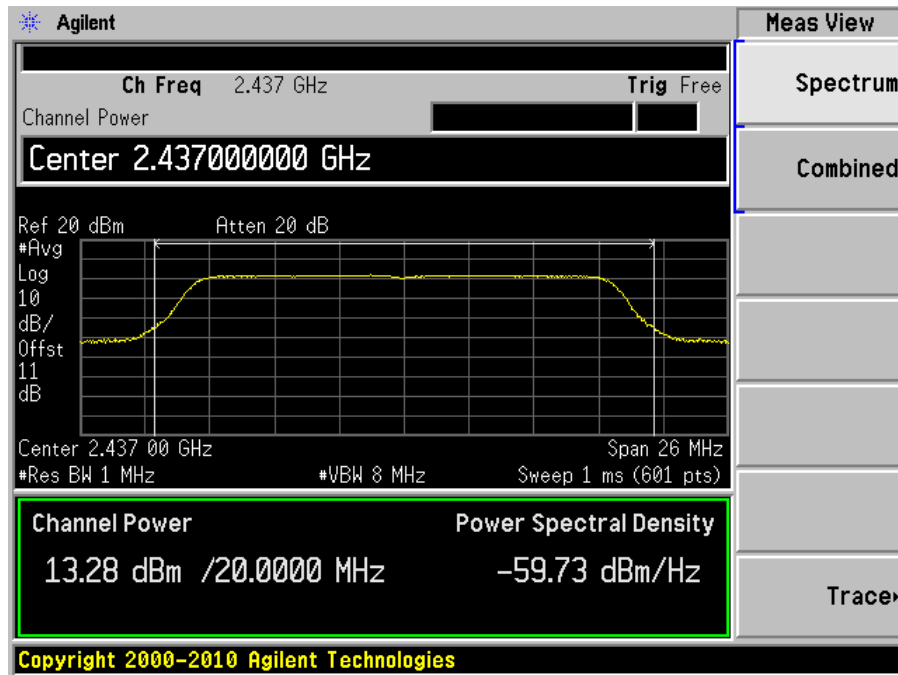 Agilent
Meas View
Ch Freq 2.437 GHz
Trig Free
Channel Power
Center 2.437000000 GHz
Ref 20 dBm
Atten 20 dB
#Avg
Log
10
dB/
Offst
11
dB
Center 2.437 00 GHz
Span 26 MHz
#Res BW 1 MHz
#VBW 8 MHz
Sweep 1 ms (601 pts)
Channel Power
Power Spectral Density
13.28 dBm /20.0000 MHz
-59.73 dBm/Hz
Copyright 2000-2010 Agilent Technologies
Spectrum
Combined
Trace